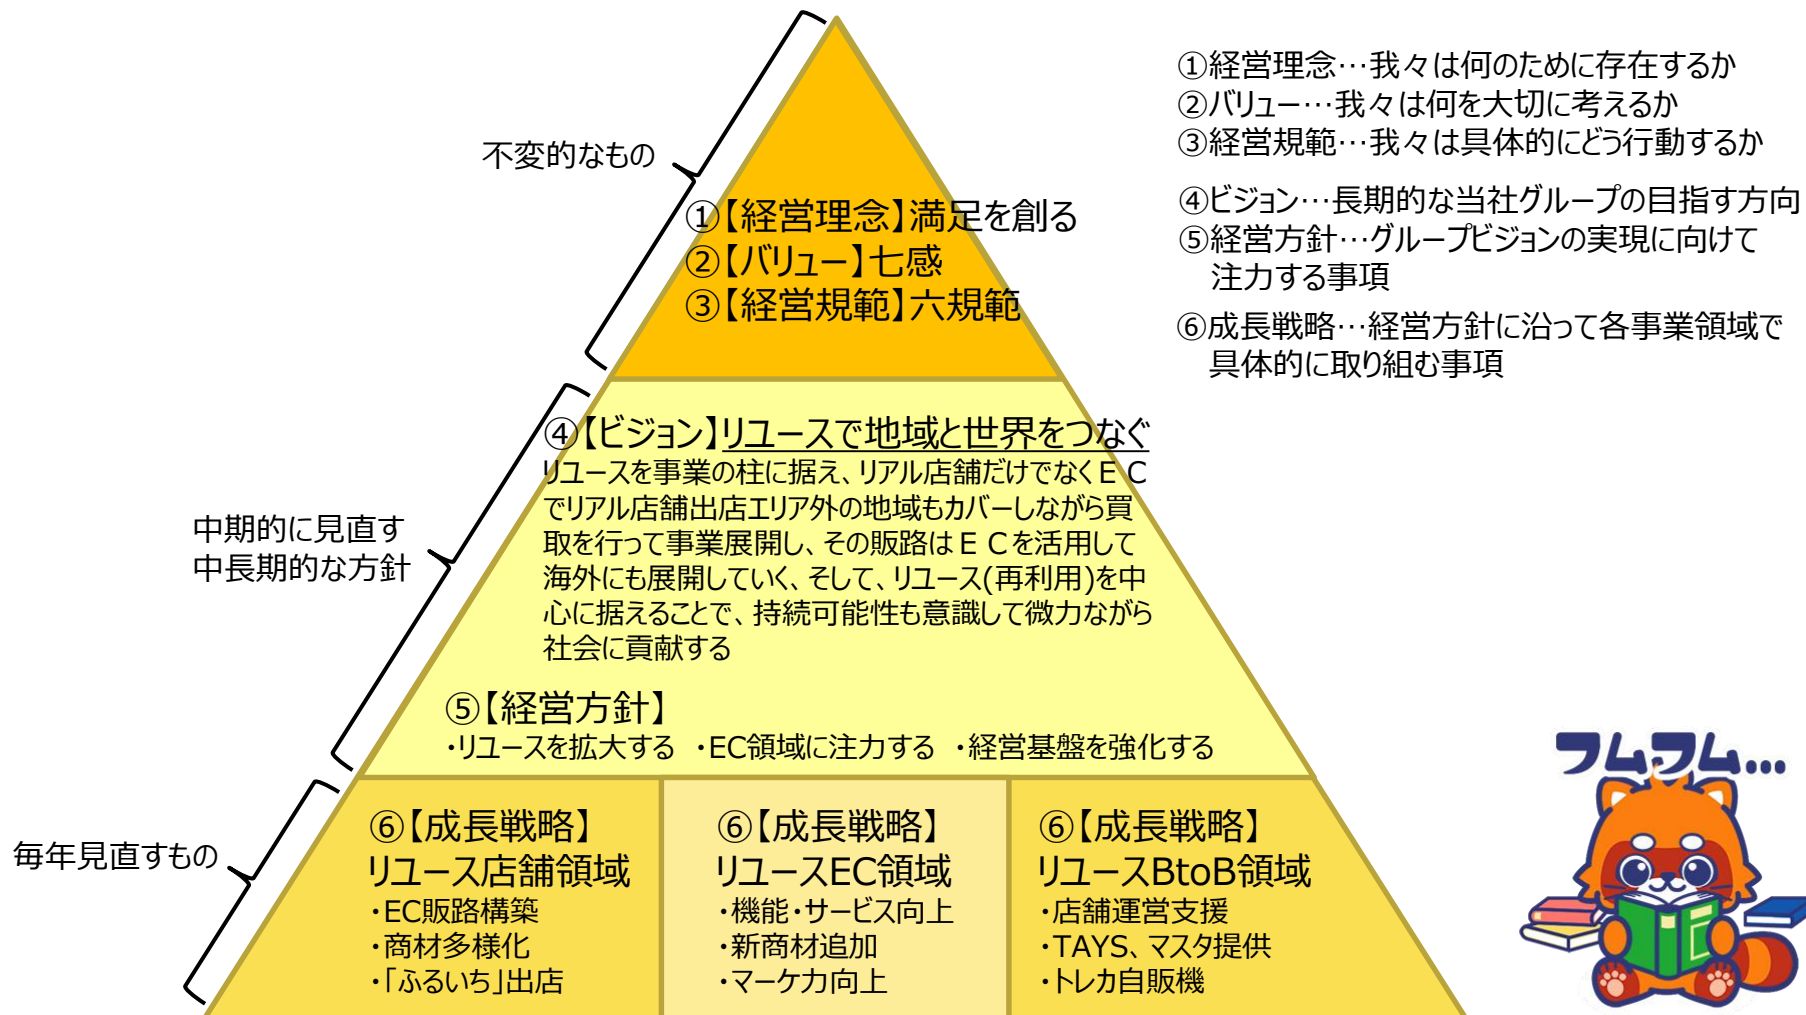 不変的なもの
①【経営理念】満足を創る
②【バリュー】七感
③【経営規範】六規範
①経営理念…我々は何のために存在するか
②バリュー…我々は何を大切に考えるか
③経営規範…我々は具体的にどう行動するか
④ビジョン…長期的な当社グループの目指す方向
⑤経営方針…グループビジョンの実現に向けて
注力する事項
⑥成長戦略…経営方針に沿って各事業領域で
具体的に取り組む事項
中期的に見直す
中長期的な方針
④【ビジョン】リユースで地域と世界をつなぐ
リユースを事業の柱に据え、リアル店舗だけでなくEC
でリアル店舗出店エリア外の地域もカバーしながら買
取を行って事業展開し、その販路はECを活用して
海外にも展開していく、そして、リユース(再利用)を中
心に据えることで、持続可能性も意識して微力ながら
社会に貢献する
⑤【経営方針】
・リユースを拡大する ・EC領域に注力する ・経営基盤を強化する
毎年見直すもの
⑥【成長戦略】
リユース店舗領域
・EC販路構築
・商材多様化
・「ふるいち」出店
⑥【成長戦略】
リユースEC領域
・機能・サービス向上
・新商材追加
・マーケ力向上
⑥【成長戦略】
リユースBtoB領域
・店舗運営支援
・TAYS、マスタ提供
・トレカ自販機
フムフム…